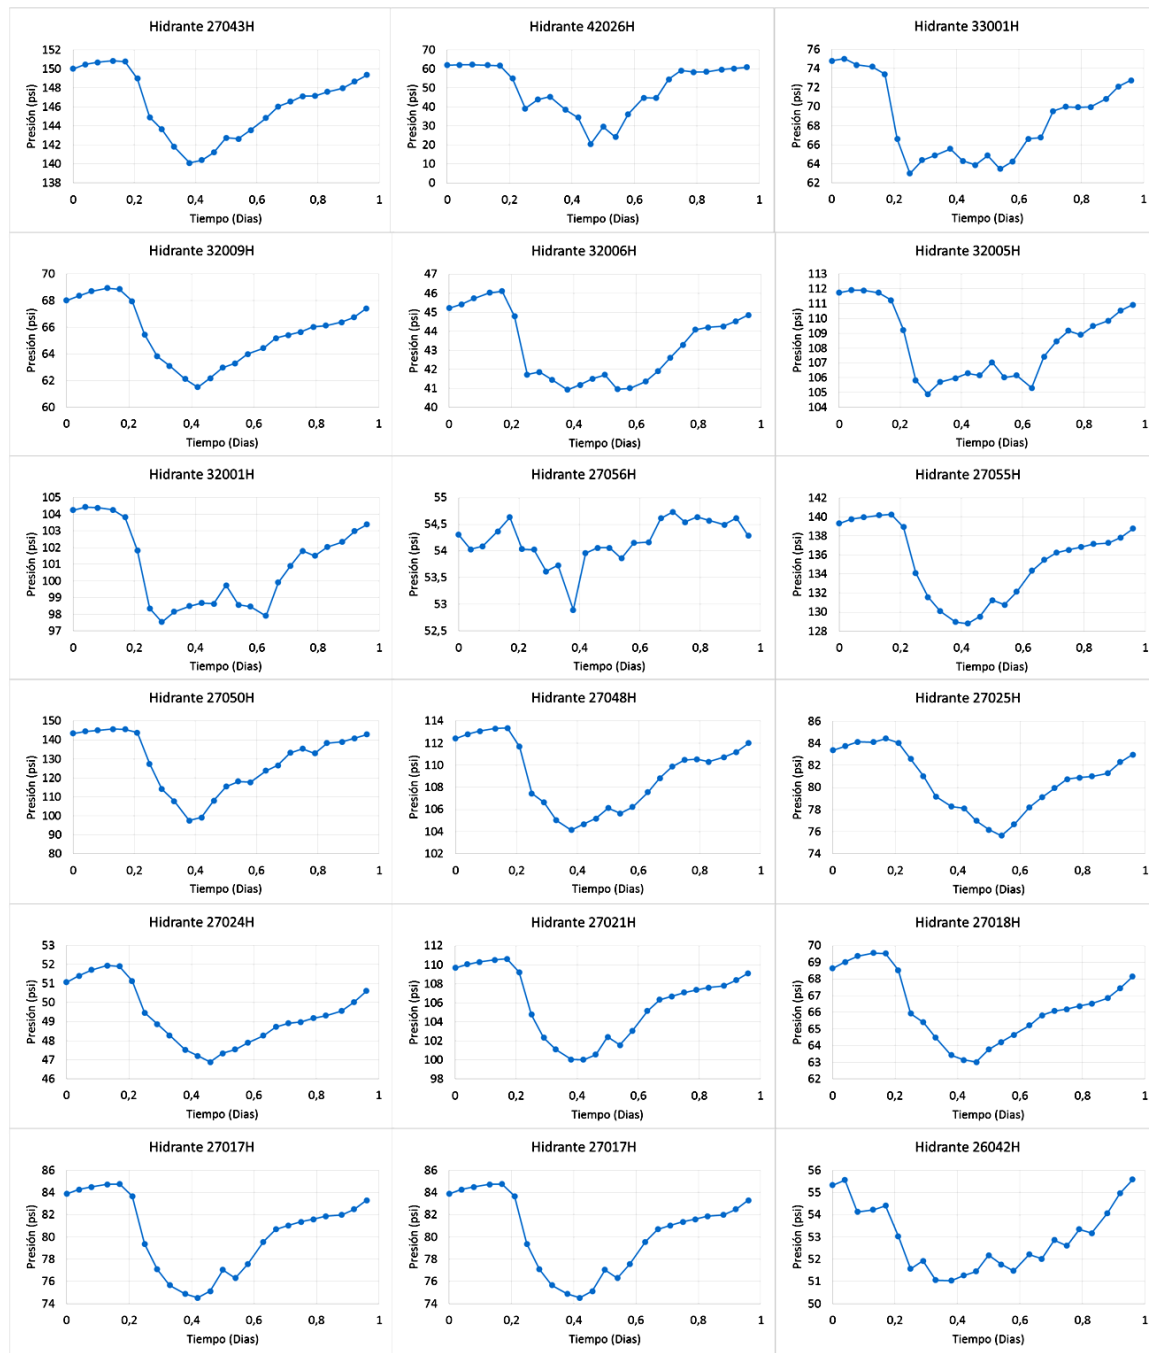 Hidrante 27043H
Presión (psi)
152
150
148
146
144
142
140
138
0 0,2 0,4 0,6 0,8 1
Tiempo (Dias)
Hidrante 42026H
Presión (psi)
70
60
50
40
30
20
10
0
0 0,2 0,4 0,6 0,8 1
Tiempo (Dias)
Hidrante 33001H
Presión (psi)
76
74
72
70
68
66
64
62
0 0,2 0,4 0,6 0,8 1
Tiempo (Dias)
Hidrante 32009H
Presión (psi)
70
68
66
64
62
60
0 0,2 0,4 0,6 0,8 1
Tiempo (Dias)
Hidrante 32006H
Presión (psi)
47
46
45
44
43
42
41
40
0 0,2 0,4 0,6 0,8 1
Tiempo (Dias)
Hidrante 32005H
Presión (psi)
113
112
111
110
109
108
107
106
105
104
0 0,2 0,4 0,6 0,8 1
Tiempo (Dias)
Hidrante 32001H
Presión (psi)
105
104
103
102
101
100
99
98
97
0 0,2 0,4 0,6 0,8 1
Tiempo (Dias)
Hidrante 27056H
Presión (psi)
55
54,5
54
53,5
53
52,5
0 0,2 0,4 0,6 0,8 1
Tiempo (Dias)
Hidrante 27055H
Presión (psi)
142
140
138
136
134
132
130
128
0 0,2 0,4 0,6 0,8 1
Tiempo (Dias)
Hidrante 27050H
Presión (psi)
150
140
130
120
110
100
90
80
0 0,2 0,4 0,6 0,8 1
Tiempo (Dias)
Hidrante 27048H
Presión (psi)
114
112
110
108
106
104
102
0 0,2 0,4 0,6 0,8 1
Tiempo (Dias)
Hidrante 27025H
Presión (psi)
86
84
82
80
78
76
74
0 0,2 0,4 0,6 0,8 1
Tiempo (Dias)
Hidrante 27024H
Presión (psi)
53
52
51
50
49
48
47
46
0 0,2 0,4 0,6 0,8 1
Tiempo (Dias)
Hidrante 27021H
Presión (psi)
112
110
108
106
104
102
100
98
0 0,2 0,4 0,6 0,8 1
Tiempo (Dias)
Hidrante 27018H
Presión (psi)
70
69
68
67
66
65
64
63
62
0 0,2 0,4 0,6 0,8 1
Tiempo (Dias)
Hidrante 27017H
Presión (psi)
86
84
82
80
78
76
74
0 0,2 0,4 0,6 0,8 1
Tiempo (Dias)
Hidrante 27017H
Presión (psi)
86
84
82
80
78
76
74
0 0,2 0,4 0,6 0,8 1
Tiempo (Dias)
Hidrante 26042H
Presión (psi)
56
55
54
53
52
51
50
0 0,2 0,4 0,6 0,8 1
Tiempo (Dias)